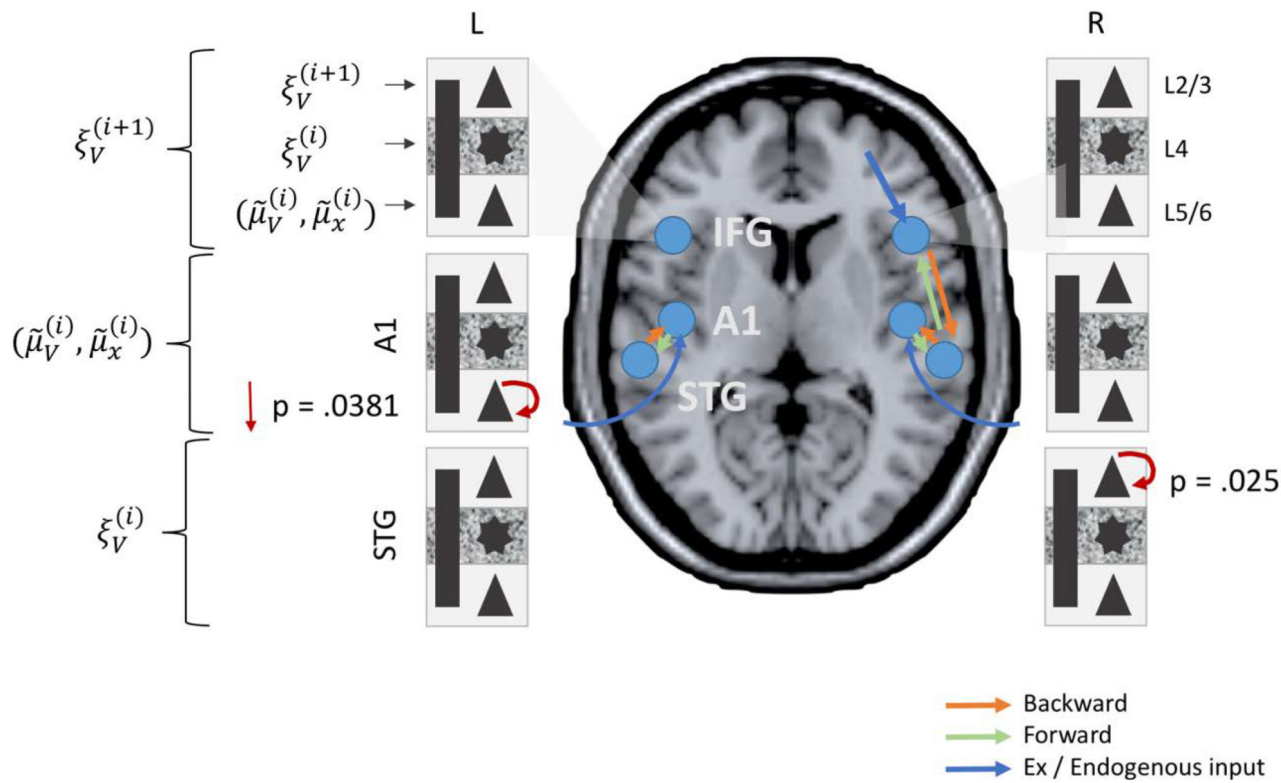 L
R
ξ_V^(i+1)
L2/3
ξ_V^(i+1)
ξ_V^(i)
L4
(μ̃_V^(i), μ̃_x^(i))
L5/6
IFG
(μ̃_V^(i), μ̃_x^(i))
A1
A1
STG
p = .0381
ξ_V^(i)
STG
p = .025
Backward
Forward
Ex / Endogenous input